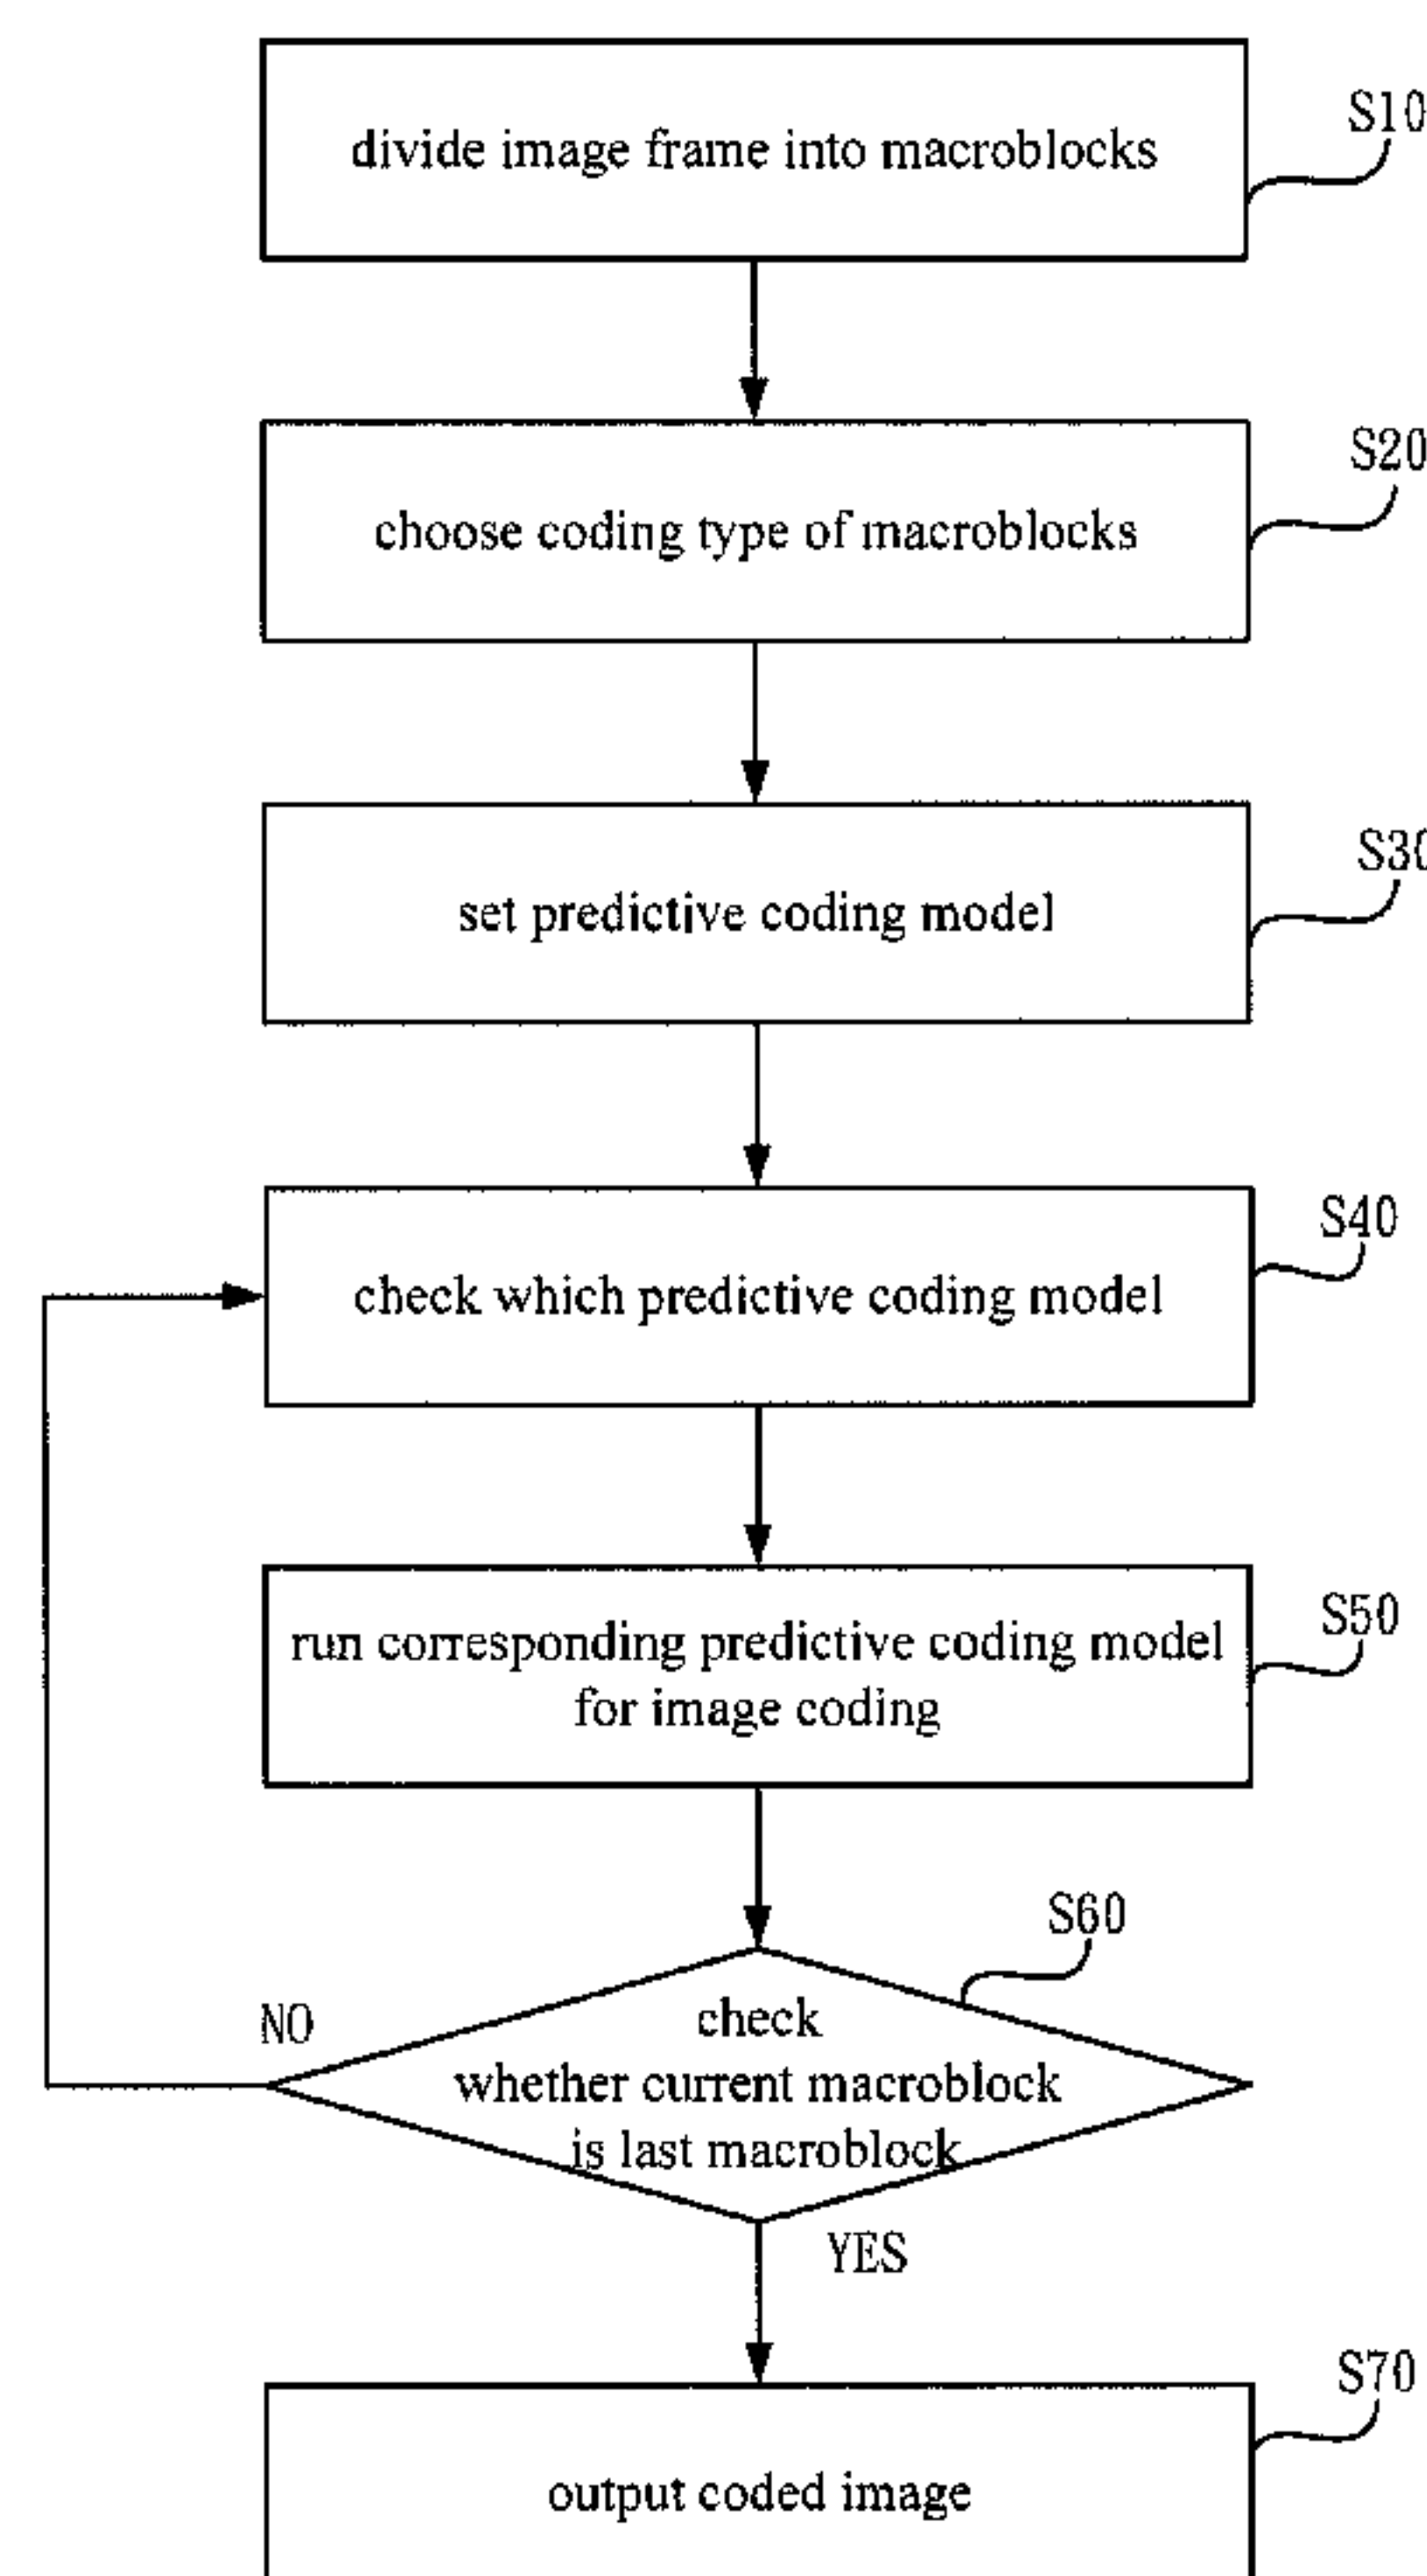 divide image frame into macroblocks
S10
choose coding type of macroblocks
S20
set predictive coding model
S30
check which predictive coding model
S40
run corresponding predictive coding model
for image coding
S50
S60
check
whether current macroblock
is last macroblock
NO
YES
output coded image
S70